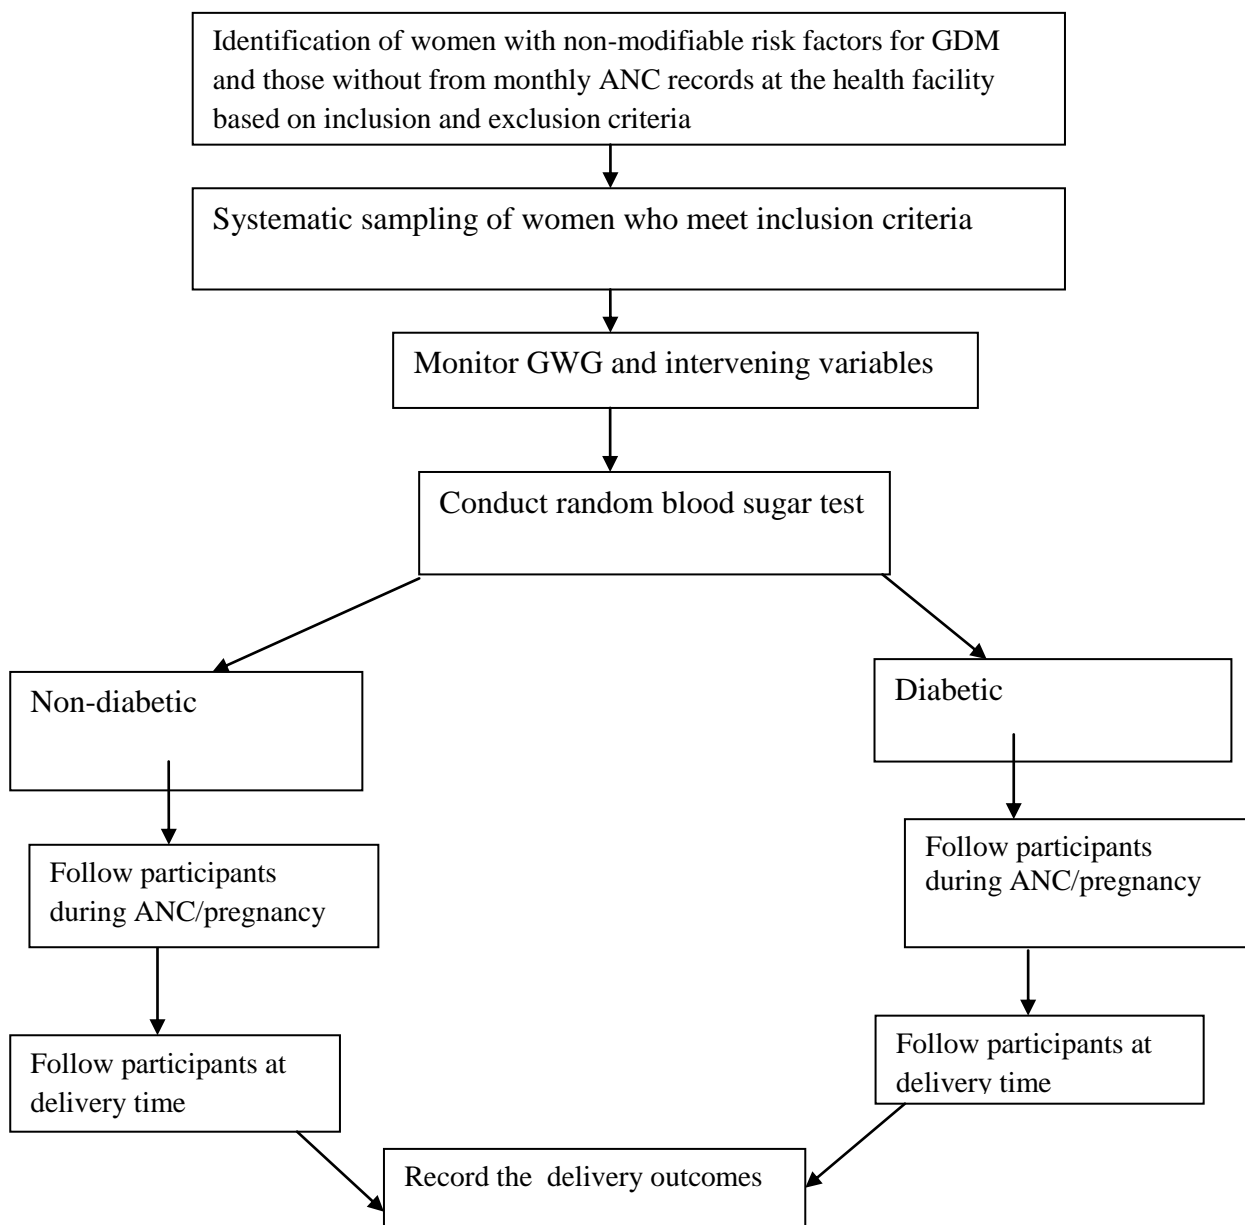 Identification of women with non-modifiable risk factors for GDM
and those without from monthly ANC records at the health facility
based on inclusion and exclusion criteria
Systematic sampling of women who meet inclusion criteria
Monitor GWG and intervening variables
Conduct random blood sugar test
Non-diabetic
Diabetic
Follow participants
during ANC/pregnancy
Follow participants
during ANC/pregnancy
Follow participants at
delivery time
Follow participants at
delivery time
Record the delivery outcomes